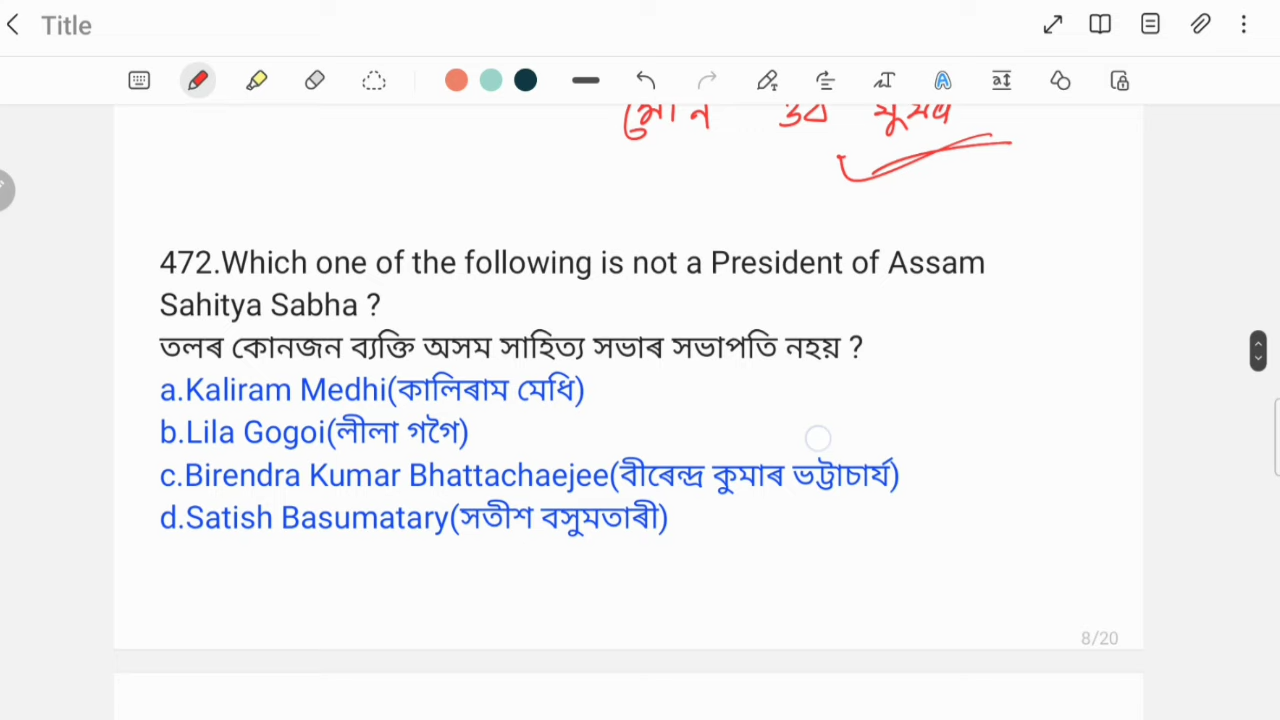 Title
472.Which one of the following is not a President of Assam
Sahitya Sabha ?
তলৰ কোনজন ব্যক্তি অসম সাহিত্য সভাৰ সভাপতি নহয় ?
a.Kaliram Medhi(কালিৰাম মেধি)
b.Lila Gogoi(লীলা গগৈ)
c.Birendra Kumar Bhattachaejee(বীৰেন্দ্ৰ কুমাৰ ভট্টাচাৰ্য)
d.Satish Basumatary(সতীশ বসুমতাৰী)
8/20